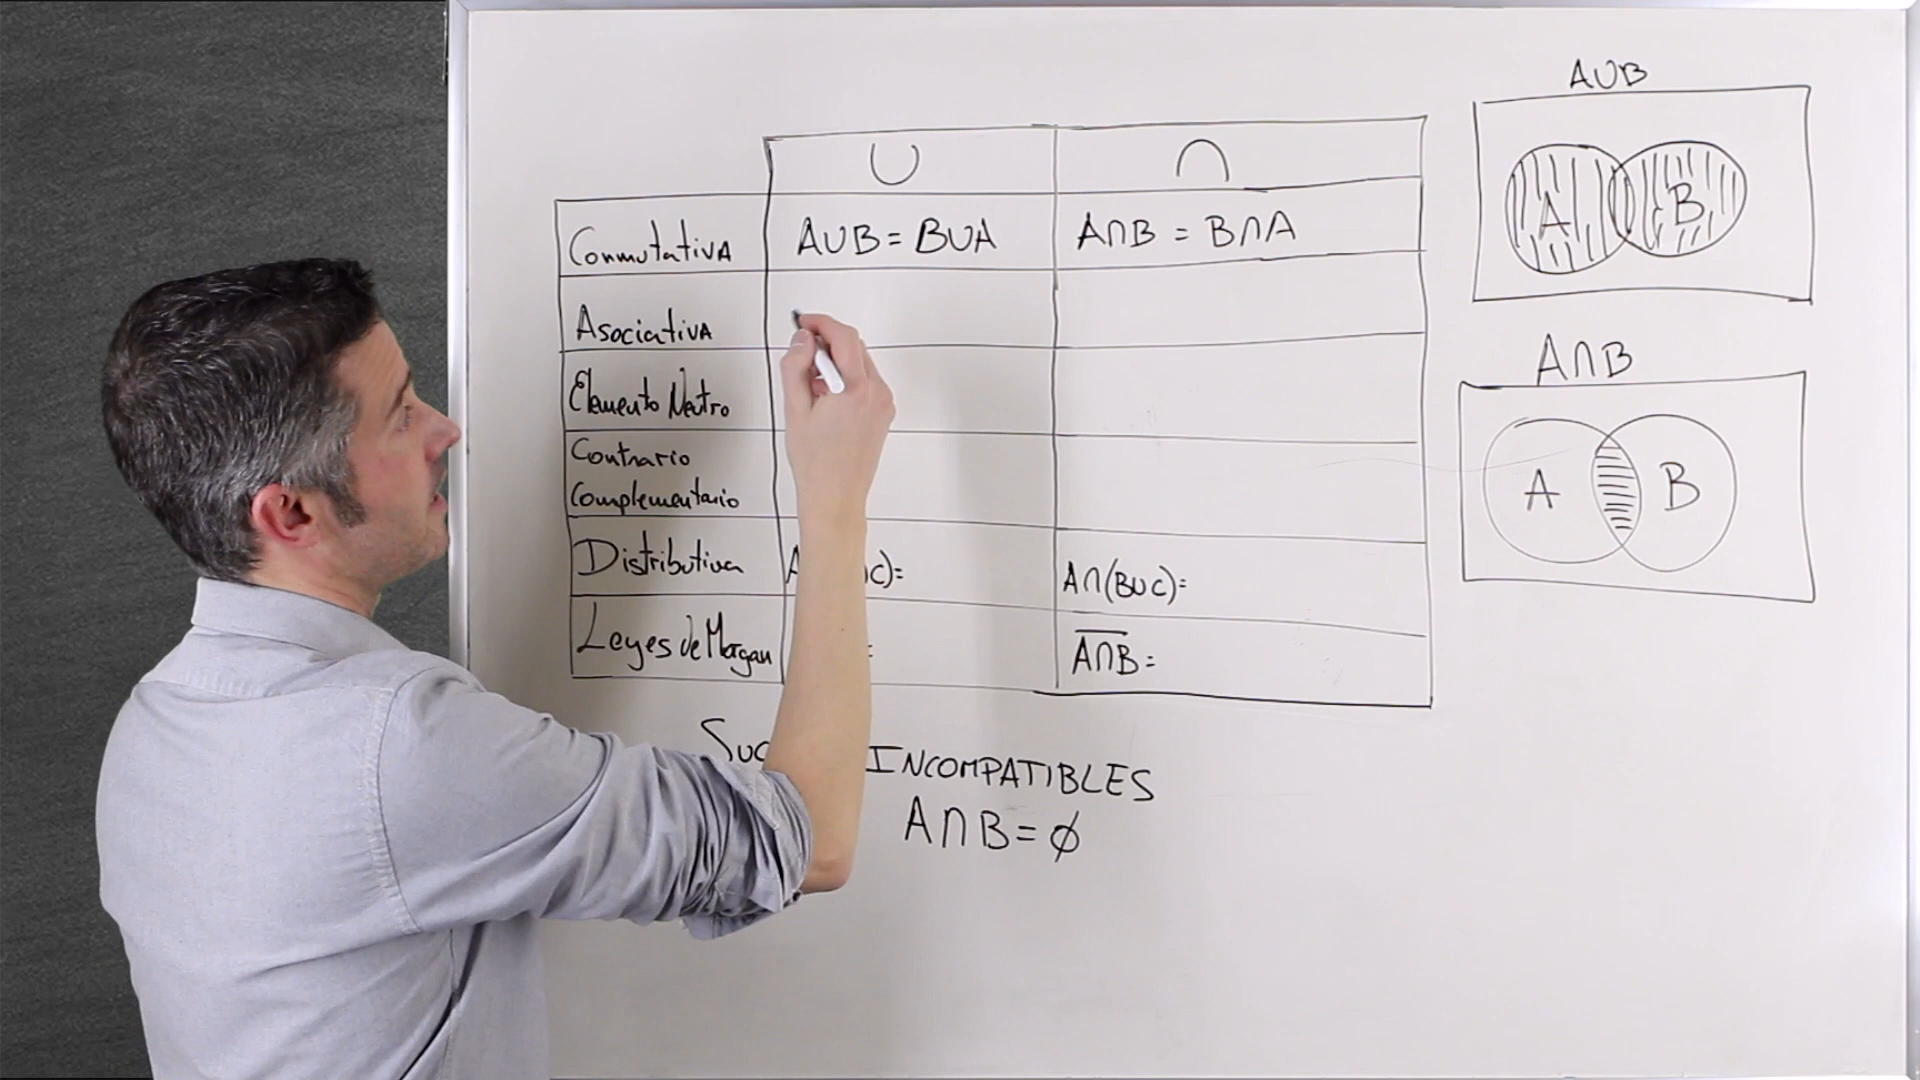 ∪ ∩
Conmutativa A∪B = B∪A A∩B = B∩A
Asociativa
Elemento Neutro
Contrario
Complementario
Distributiva A C)= A∩(B∪C)=
Leyes de Morgan = A̅∩̅B̅ =
INCOMPATIBLES
A∩B = ∅
A∪B
A B
A∩B
A B